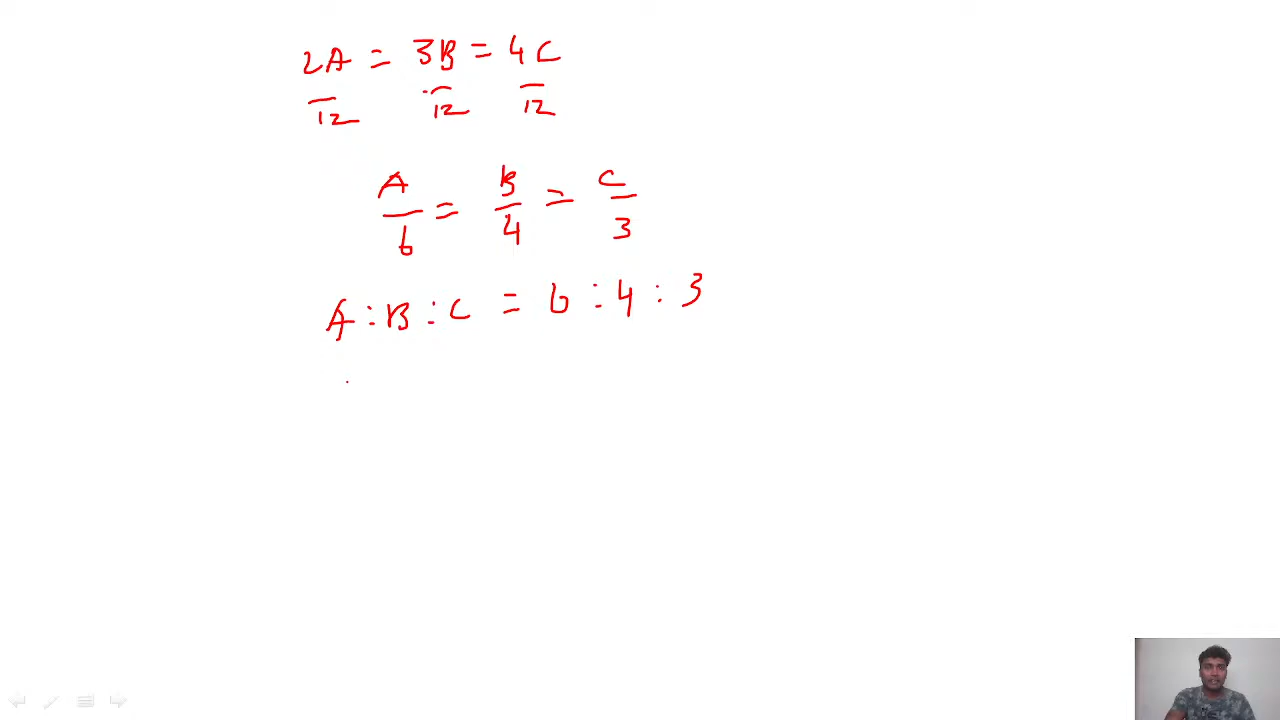 2A = 3B = 4C
12 12 12
A/6 = B/4 = C/3
A : B : C = 6 : 4 : 3